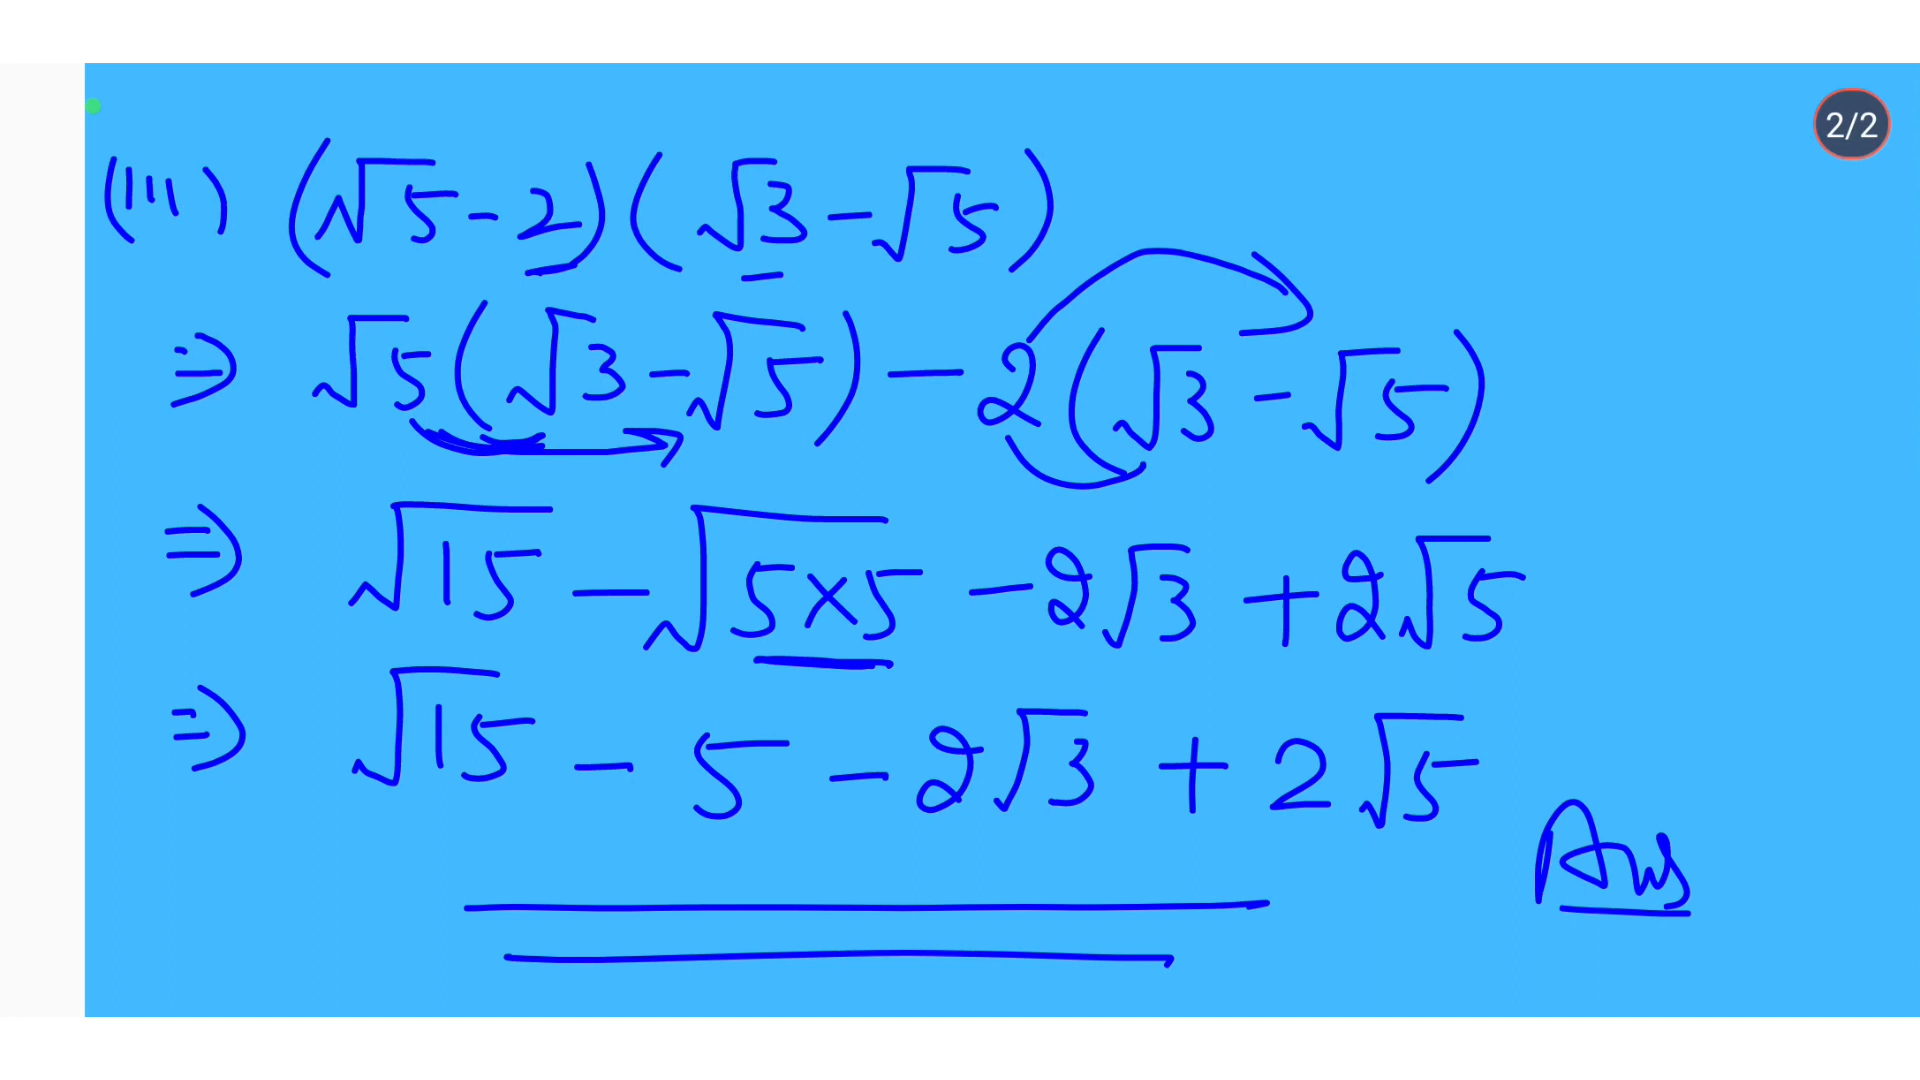 2/2
(iii) (√5-2)(√3-√5)
⇒ √5(√3-√5)-2(√3-√5)
⇒ √15-√5×5-2√3+2√5
⇒ √15-5-2√3+2√5
Ans